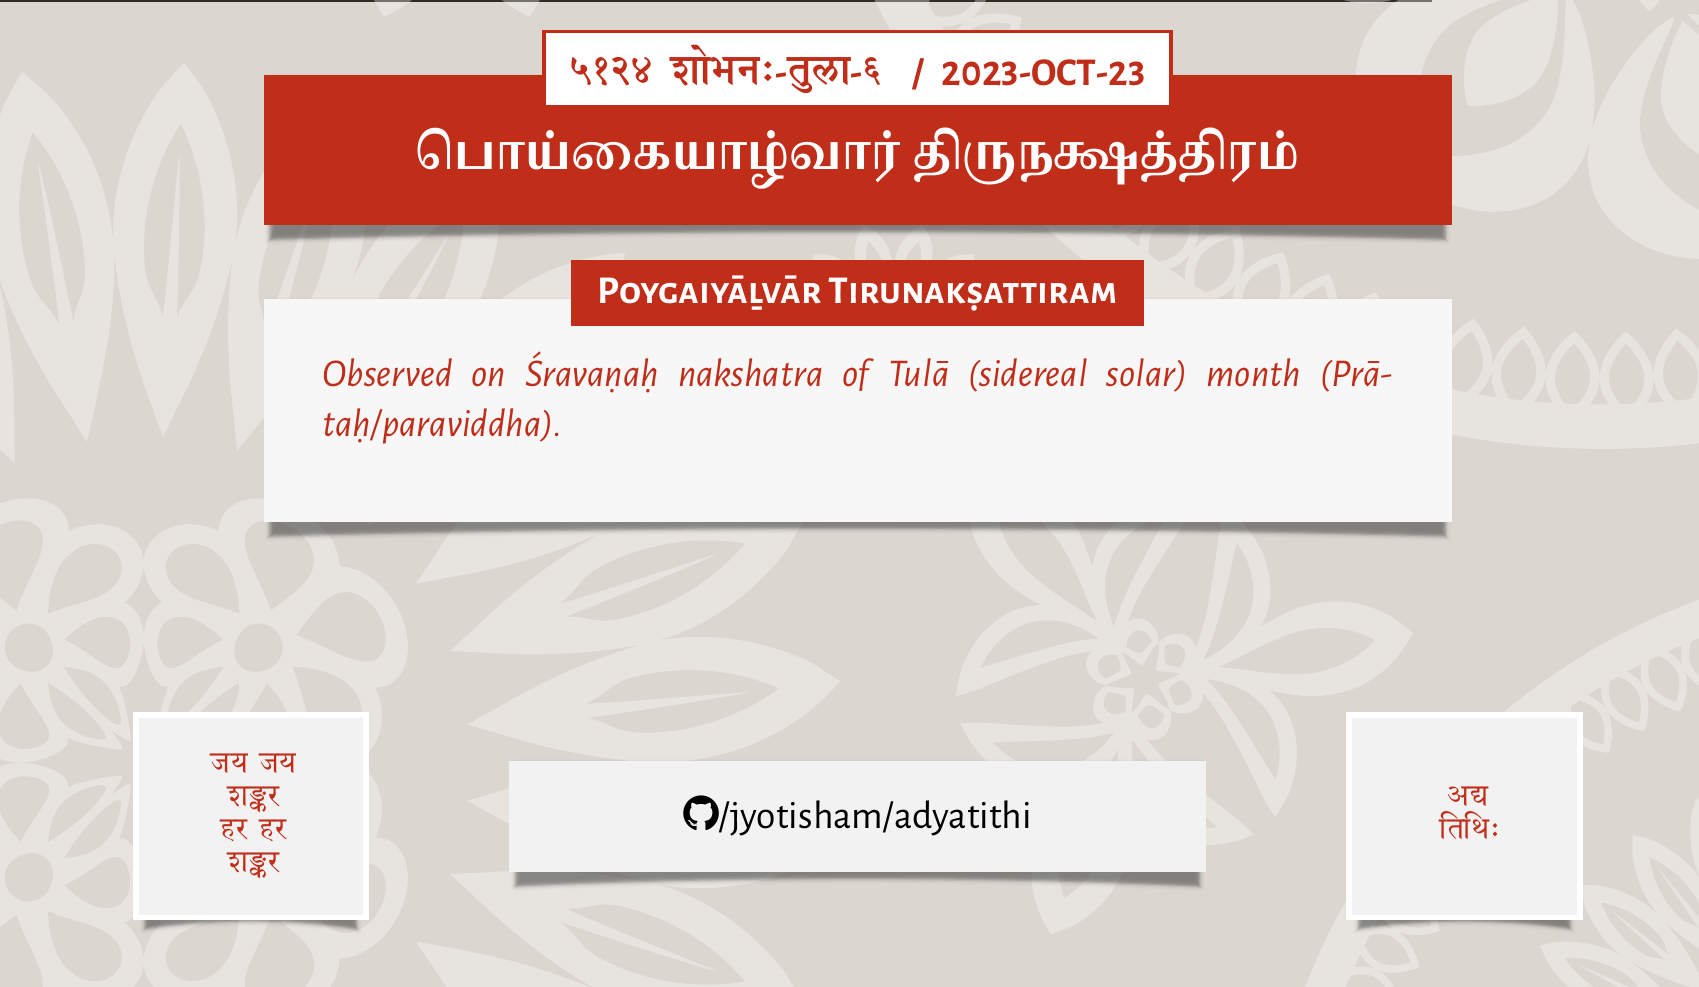 ५१२४ शोभनः-तुला-६ / 2023-OCT-23
பொய்கையாழ்வார் திருநக்ஷத்திரம்
Poygaiyāḻvār Tirunakṣattiram
Observed on Śravaṇaḥ nakshatra of Tulā (sidereal solar) month (Prā-
taḥ/paraviddha).
जय जय
शङ्कर
हर हर
शङ्कर
/jyotisham/adyatithi
अद्य
तिथिः